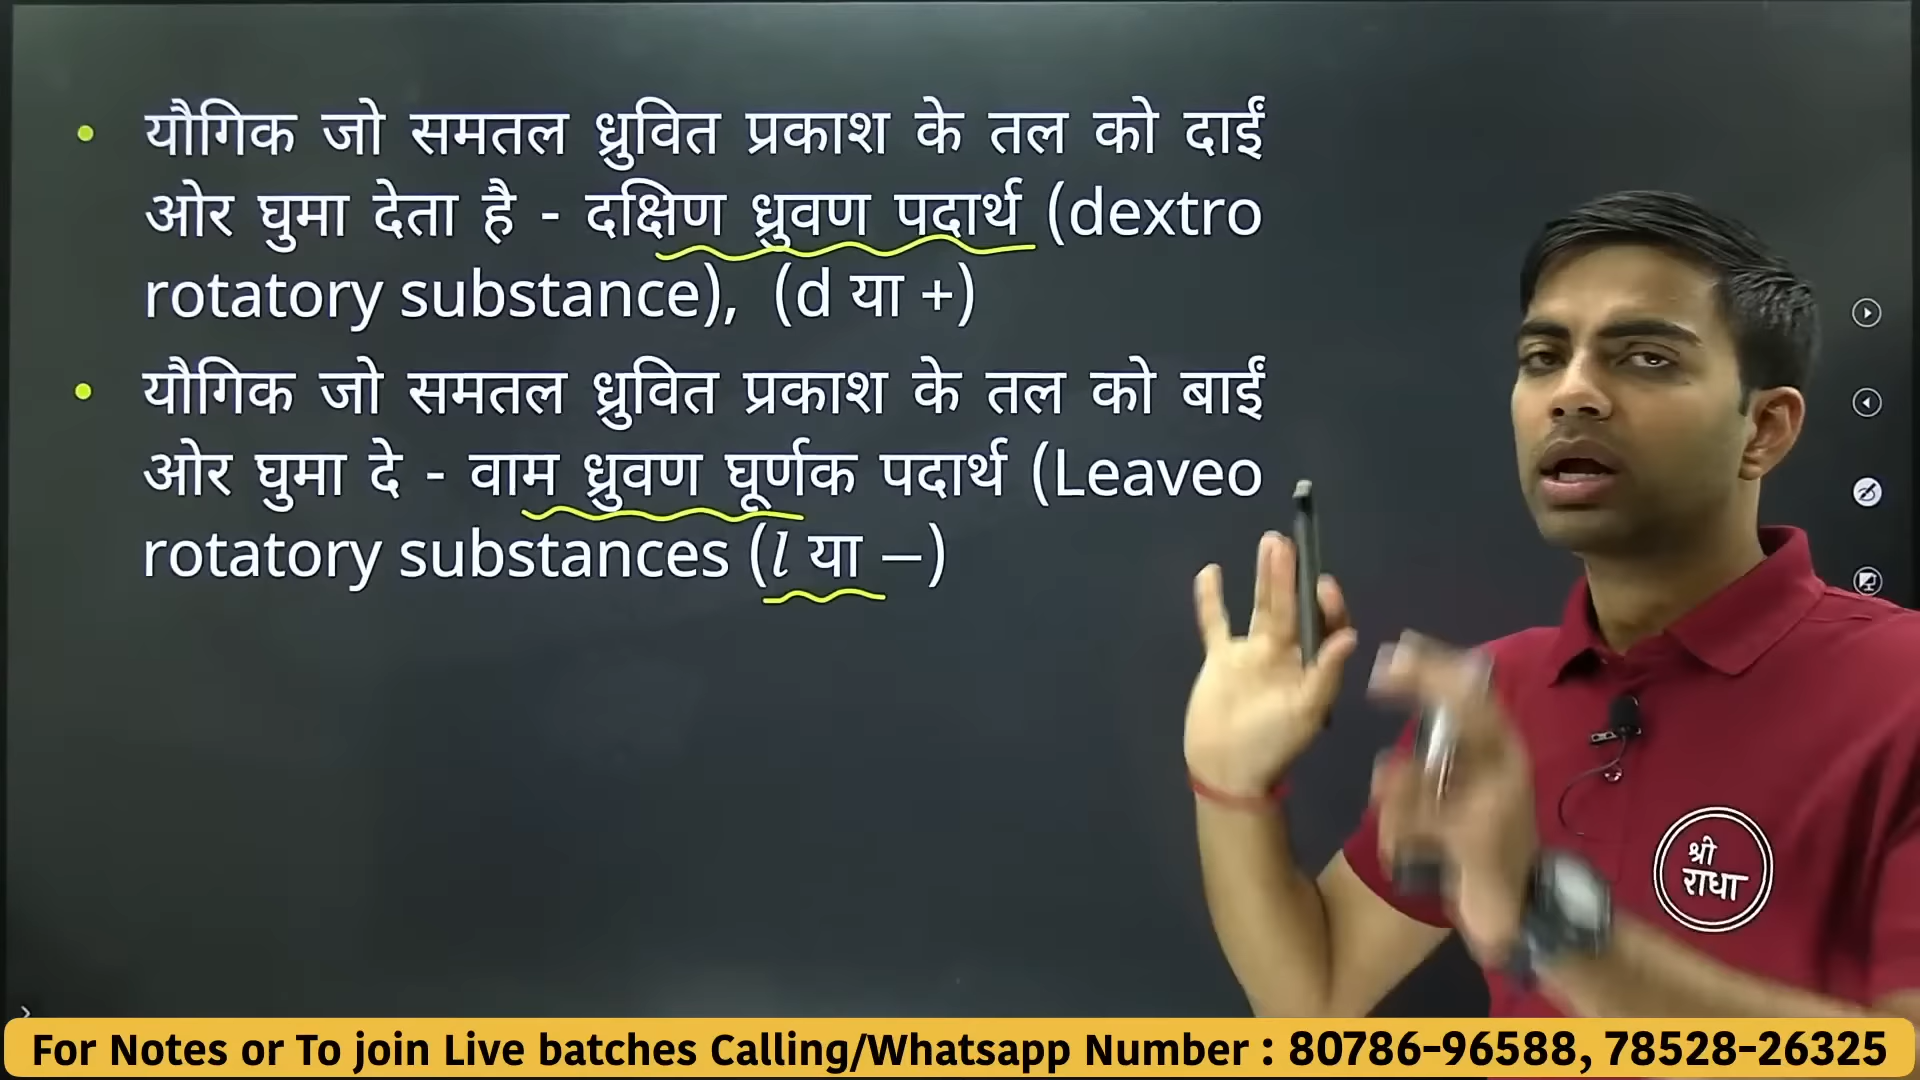 • यौगिक जो समतल ध्रुवित प्रकाश के तल को दाईं
ओर घुमा देता है - दक्षिण ध्रुवण पदार्थ (dextro
rotatory substance), (d या +)
• यौगिक जो समतल ध्रुवित प्रकाश के तल को बाईं
ओर घुमा दे - वाम ध्रुवण घूर्णक पदार्थ (Leaveo
rotatory substances (l या –)
श्री
राधा
For Notes or To join Live batches Calling/Whatsapp Number : 80786-96588, 78528-26325